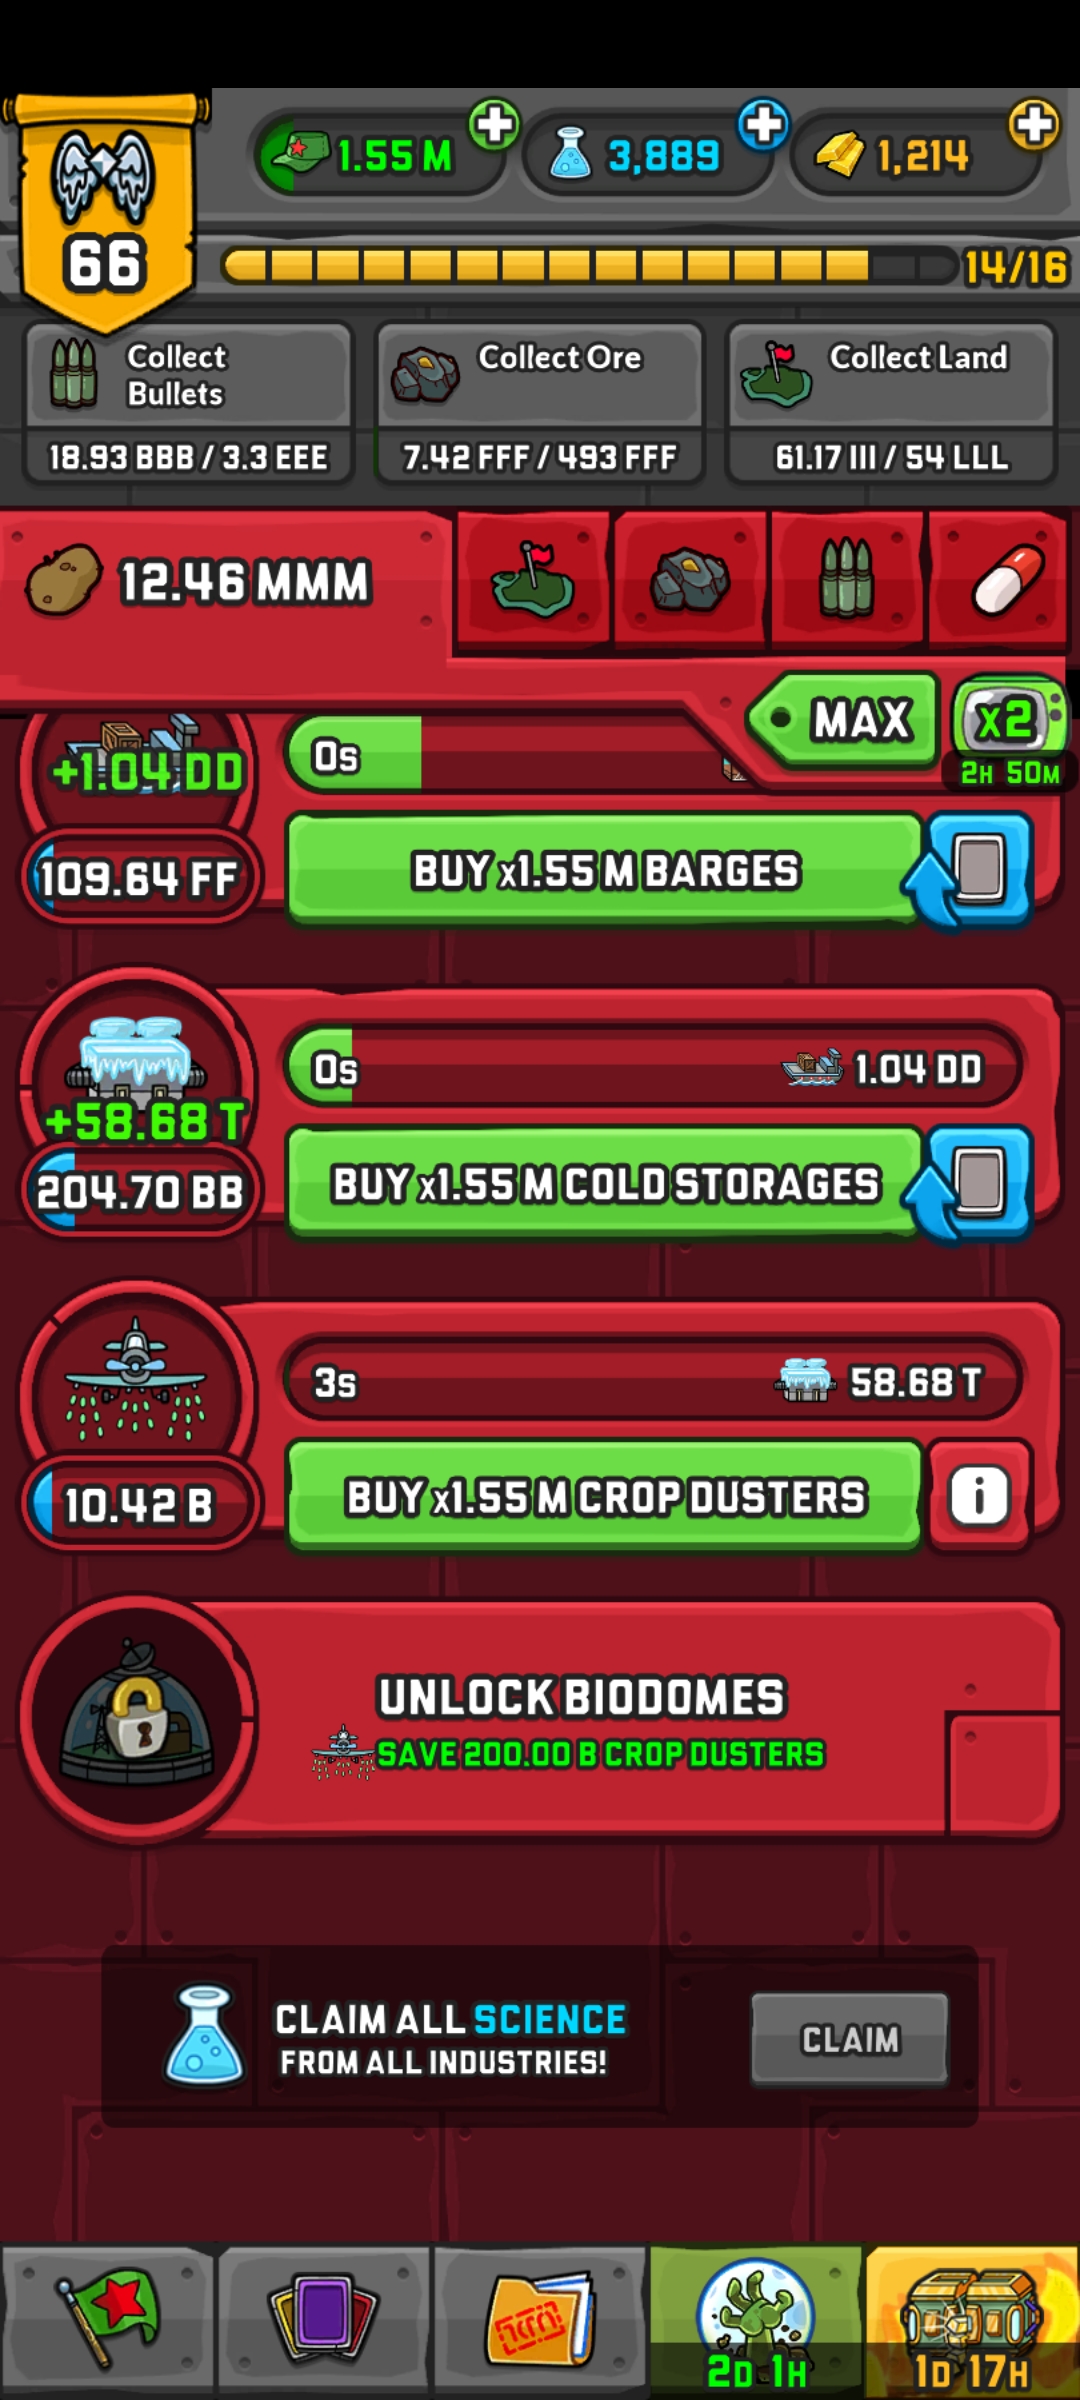 1.55 M
3,889
1,214
66
14/16
Collect
Bullets
18.93 BBB / 3.3 EEE
Collect Ore
7.42 FFF / 493 FFF
Collect Land
61.17 III / 54 LLL
12.46 MMM
MAX
x2
2H 50M
+1.04 DD
0s
109.64 FF
BUY x1.55 M BARGES
0s
1.04 DD
+58.68 T
204.70 BB
BUY x1.55 M COLD STORAGES
3s
58.68 T
10.42 B
BUY x1.55 M CROP DUSTERS
i
UNLOCK BIODOMES
SAVE 200.00 B CROP DUSTERS
CLAIM ALL SCIENCE
FROM ALL INDUSTRIES!
CLAIM
2D 1H
1D 17H